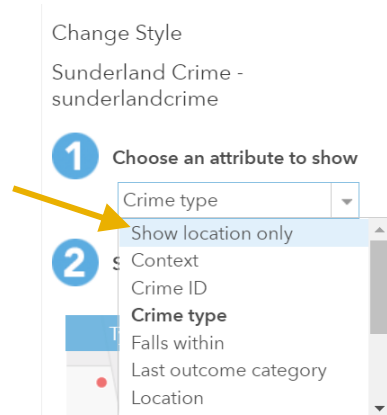 Change Style
Sunderland Crime -
sunderlandcrime
1 Choose an attribute to show
Crime type
Show location only
2
Context
Crime ID
Crime type
Falls within
Last outcome category
Location